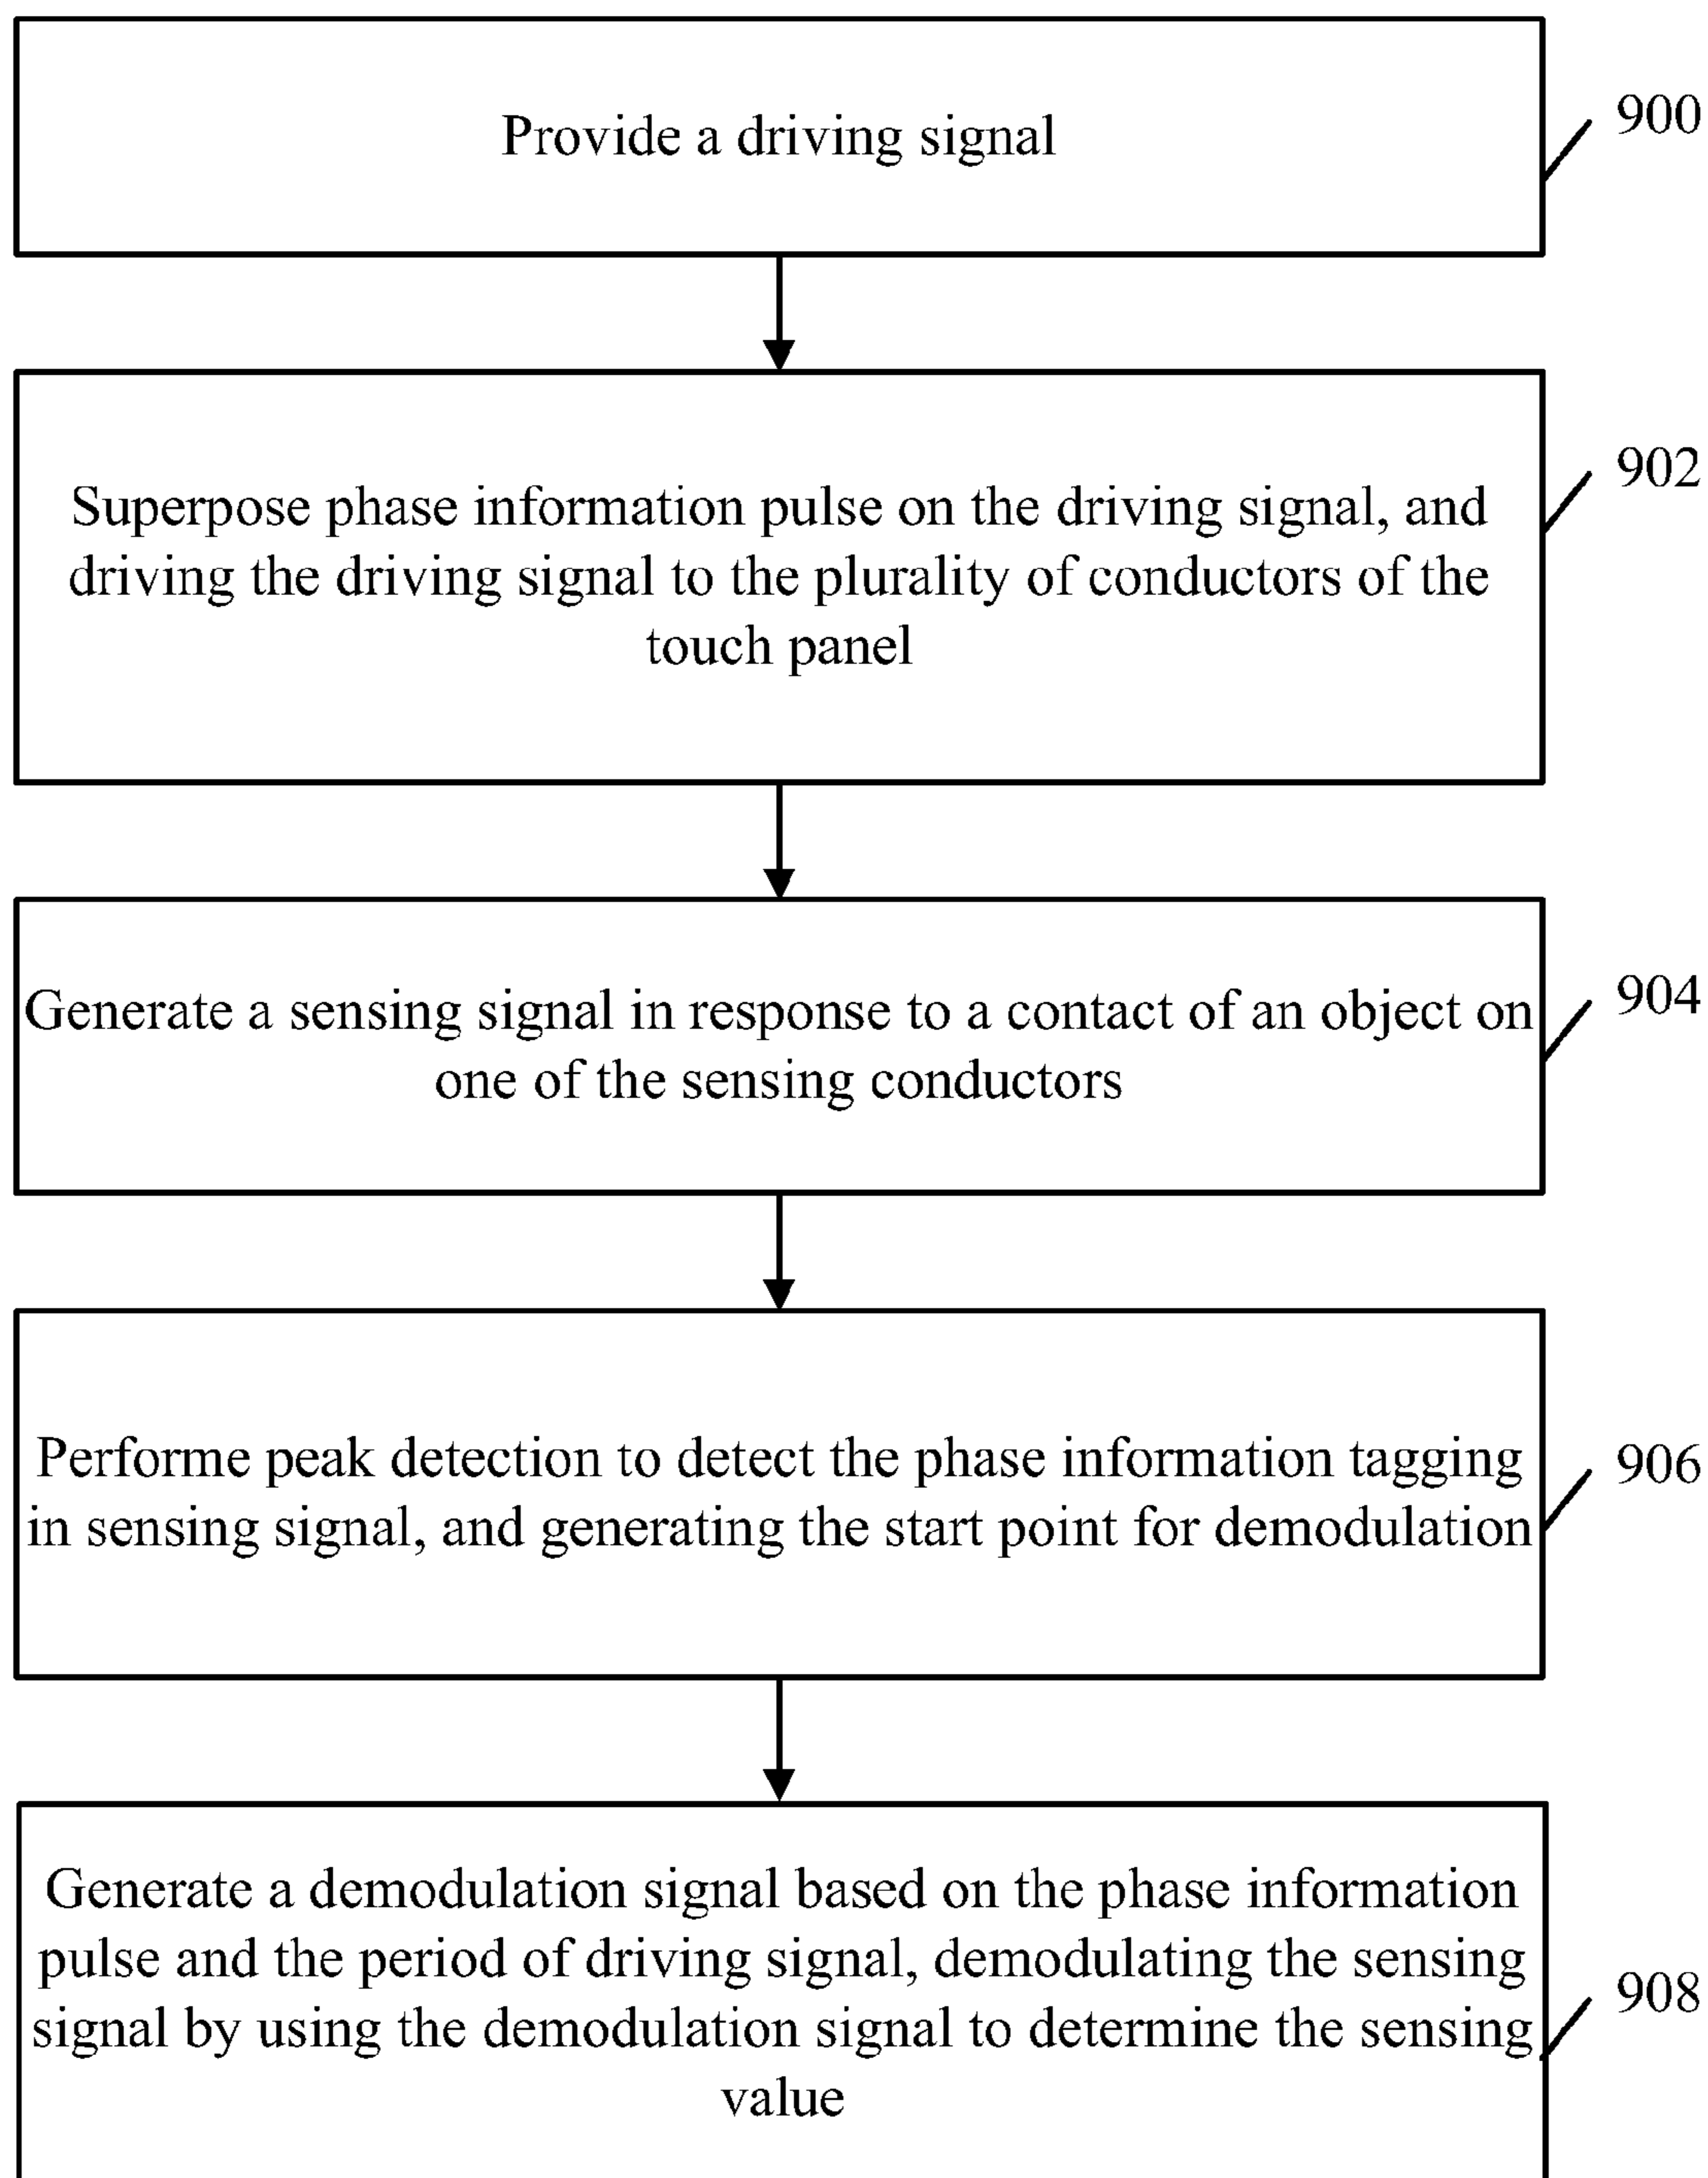 Provide a driving signal
900
Superpose phase information pulse on the driving signal, and
driving the driving signal to the plurality of conductors of the
touch panel
902
Generate a sensing signal in response to a contact of an object on
one of the sensing conductors
904
Performe peak detection to detect the phase information tagging
in sensing signal, and generating the start point for demodulation
906
Generate a demodulation signal based on the phase information
pulse and the period of driving signal, demodulating the sensing
signal by using the demodulation signal to determine the sensing
value
908